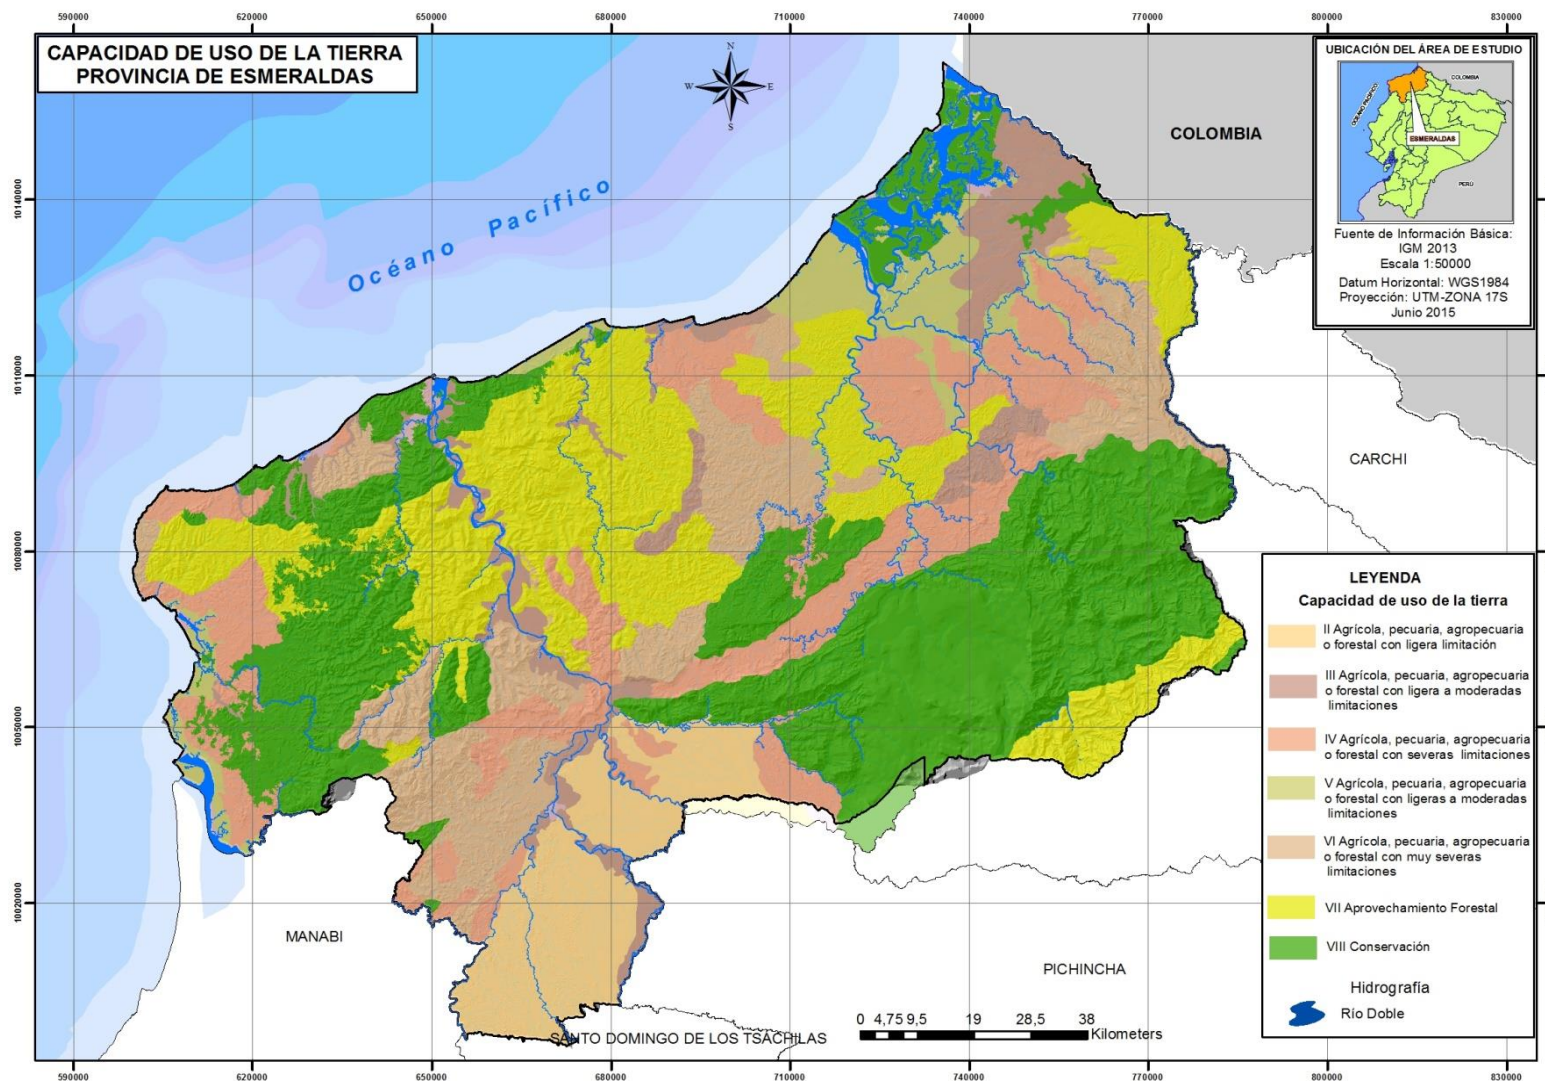 590000 620000 650000 680000 710000 740000 770000 800000 830000
CAPACIDAD DE USO DE LA TIERRA
PROVINCIA DE ESMERALDAS
N
W E
S
Océano Pacífico
COLOMBIA
UBICACIÓN DEL ÁREA DE ESTUDIO
COLOMBIA
OCÉANO PACÍFICO
ESMERALDAS
PERÚ
Fuente de Información Básica:
IGM 2013
Escala 1:50000
Datum Horizontal: WGS1984
Proyección: UTM-ZONA 17S
Junio 2015
10140000 10140000
10110000 10110000
10080000 10080000
10050000 10050000
10020000 10020000
CARCHI
MANABI
PICHINCHA
SANTO DOMINGO DE LOS TSACHILAS
LEYENDA
Capacidad de uso de la tierra
II Agrícola, pecuaria, agropecuaria
o forestal con ligera limitación
III Agrícola, pecuaria, agropecuaria
o forestal con ligera a moderadas
limitaciones
IV Agrícola, pecuaria, agropecuaria
o forestal con severas limitaciones
V Agrícola, pecuaria, agropecuaria
o forestal con ligeras a moderadas
limitaciones
VI Agrícola, pecuaria, agropecuaria
o forestal con muy severas
limitaciones
VII Aprovechamiento Forestal
VIII Conservación
Hidrografía
Río Doble
0 4,75 9,5 19 28,5 38
Kilometers
590000 620000 650000 680000 710000 740000 770000 800000 830000